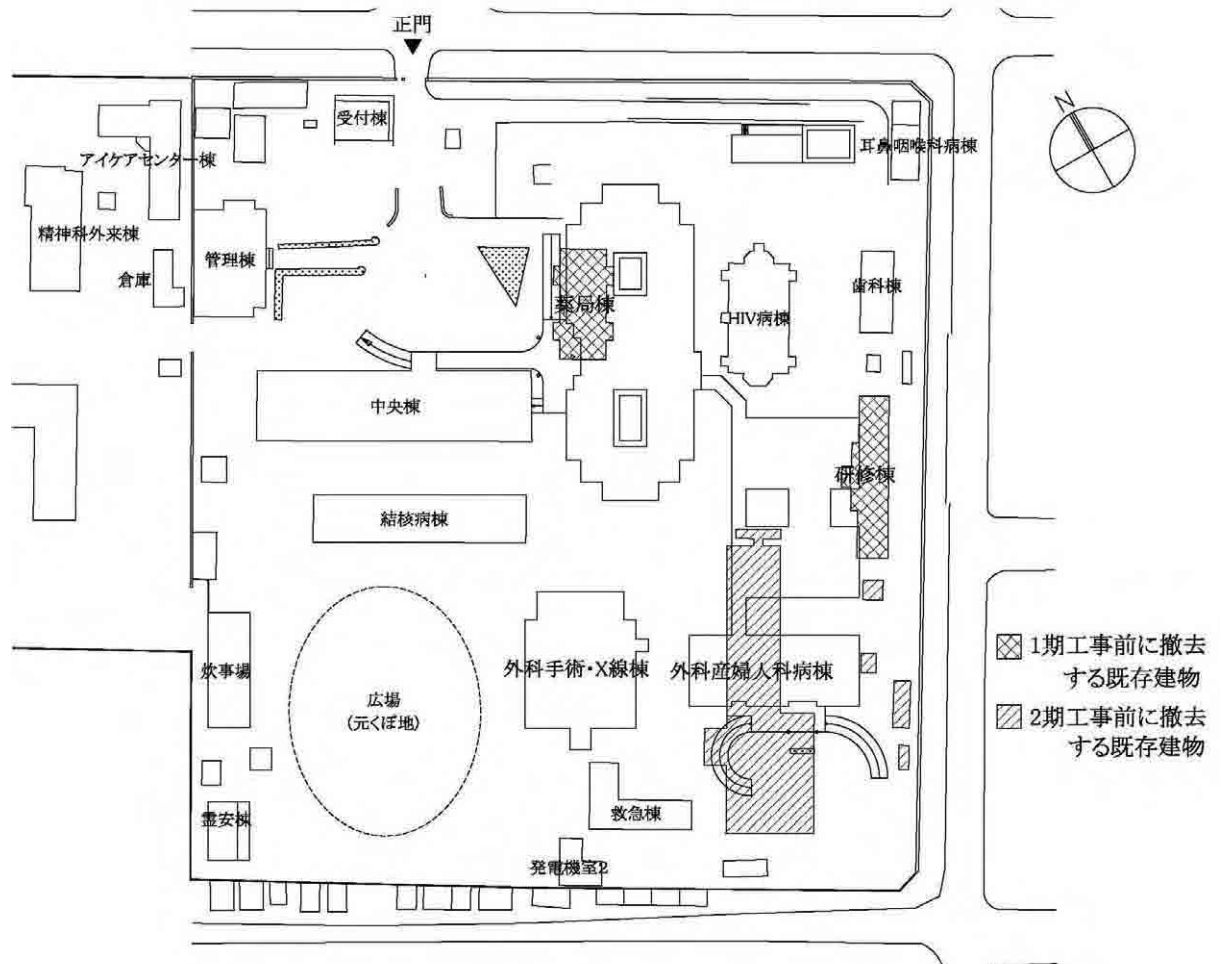 正門
受付棟
N
耳鼻咽喉科病棟
アイケアセンター棟
精神科外来棟
管理棟
倉庫
薬局棟
HIV病棟
歯科棟
中央棟
研修棟
結核病棟
炊事場
外科手術・X線棟
外科産婦人科病棟
広場
(元くぼ地)
1期工事前に撤去
する既存建物
2期工事前に撤去
する既存建物
霊安棟
救急棟
発電機室2